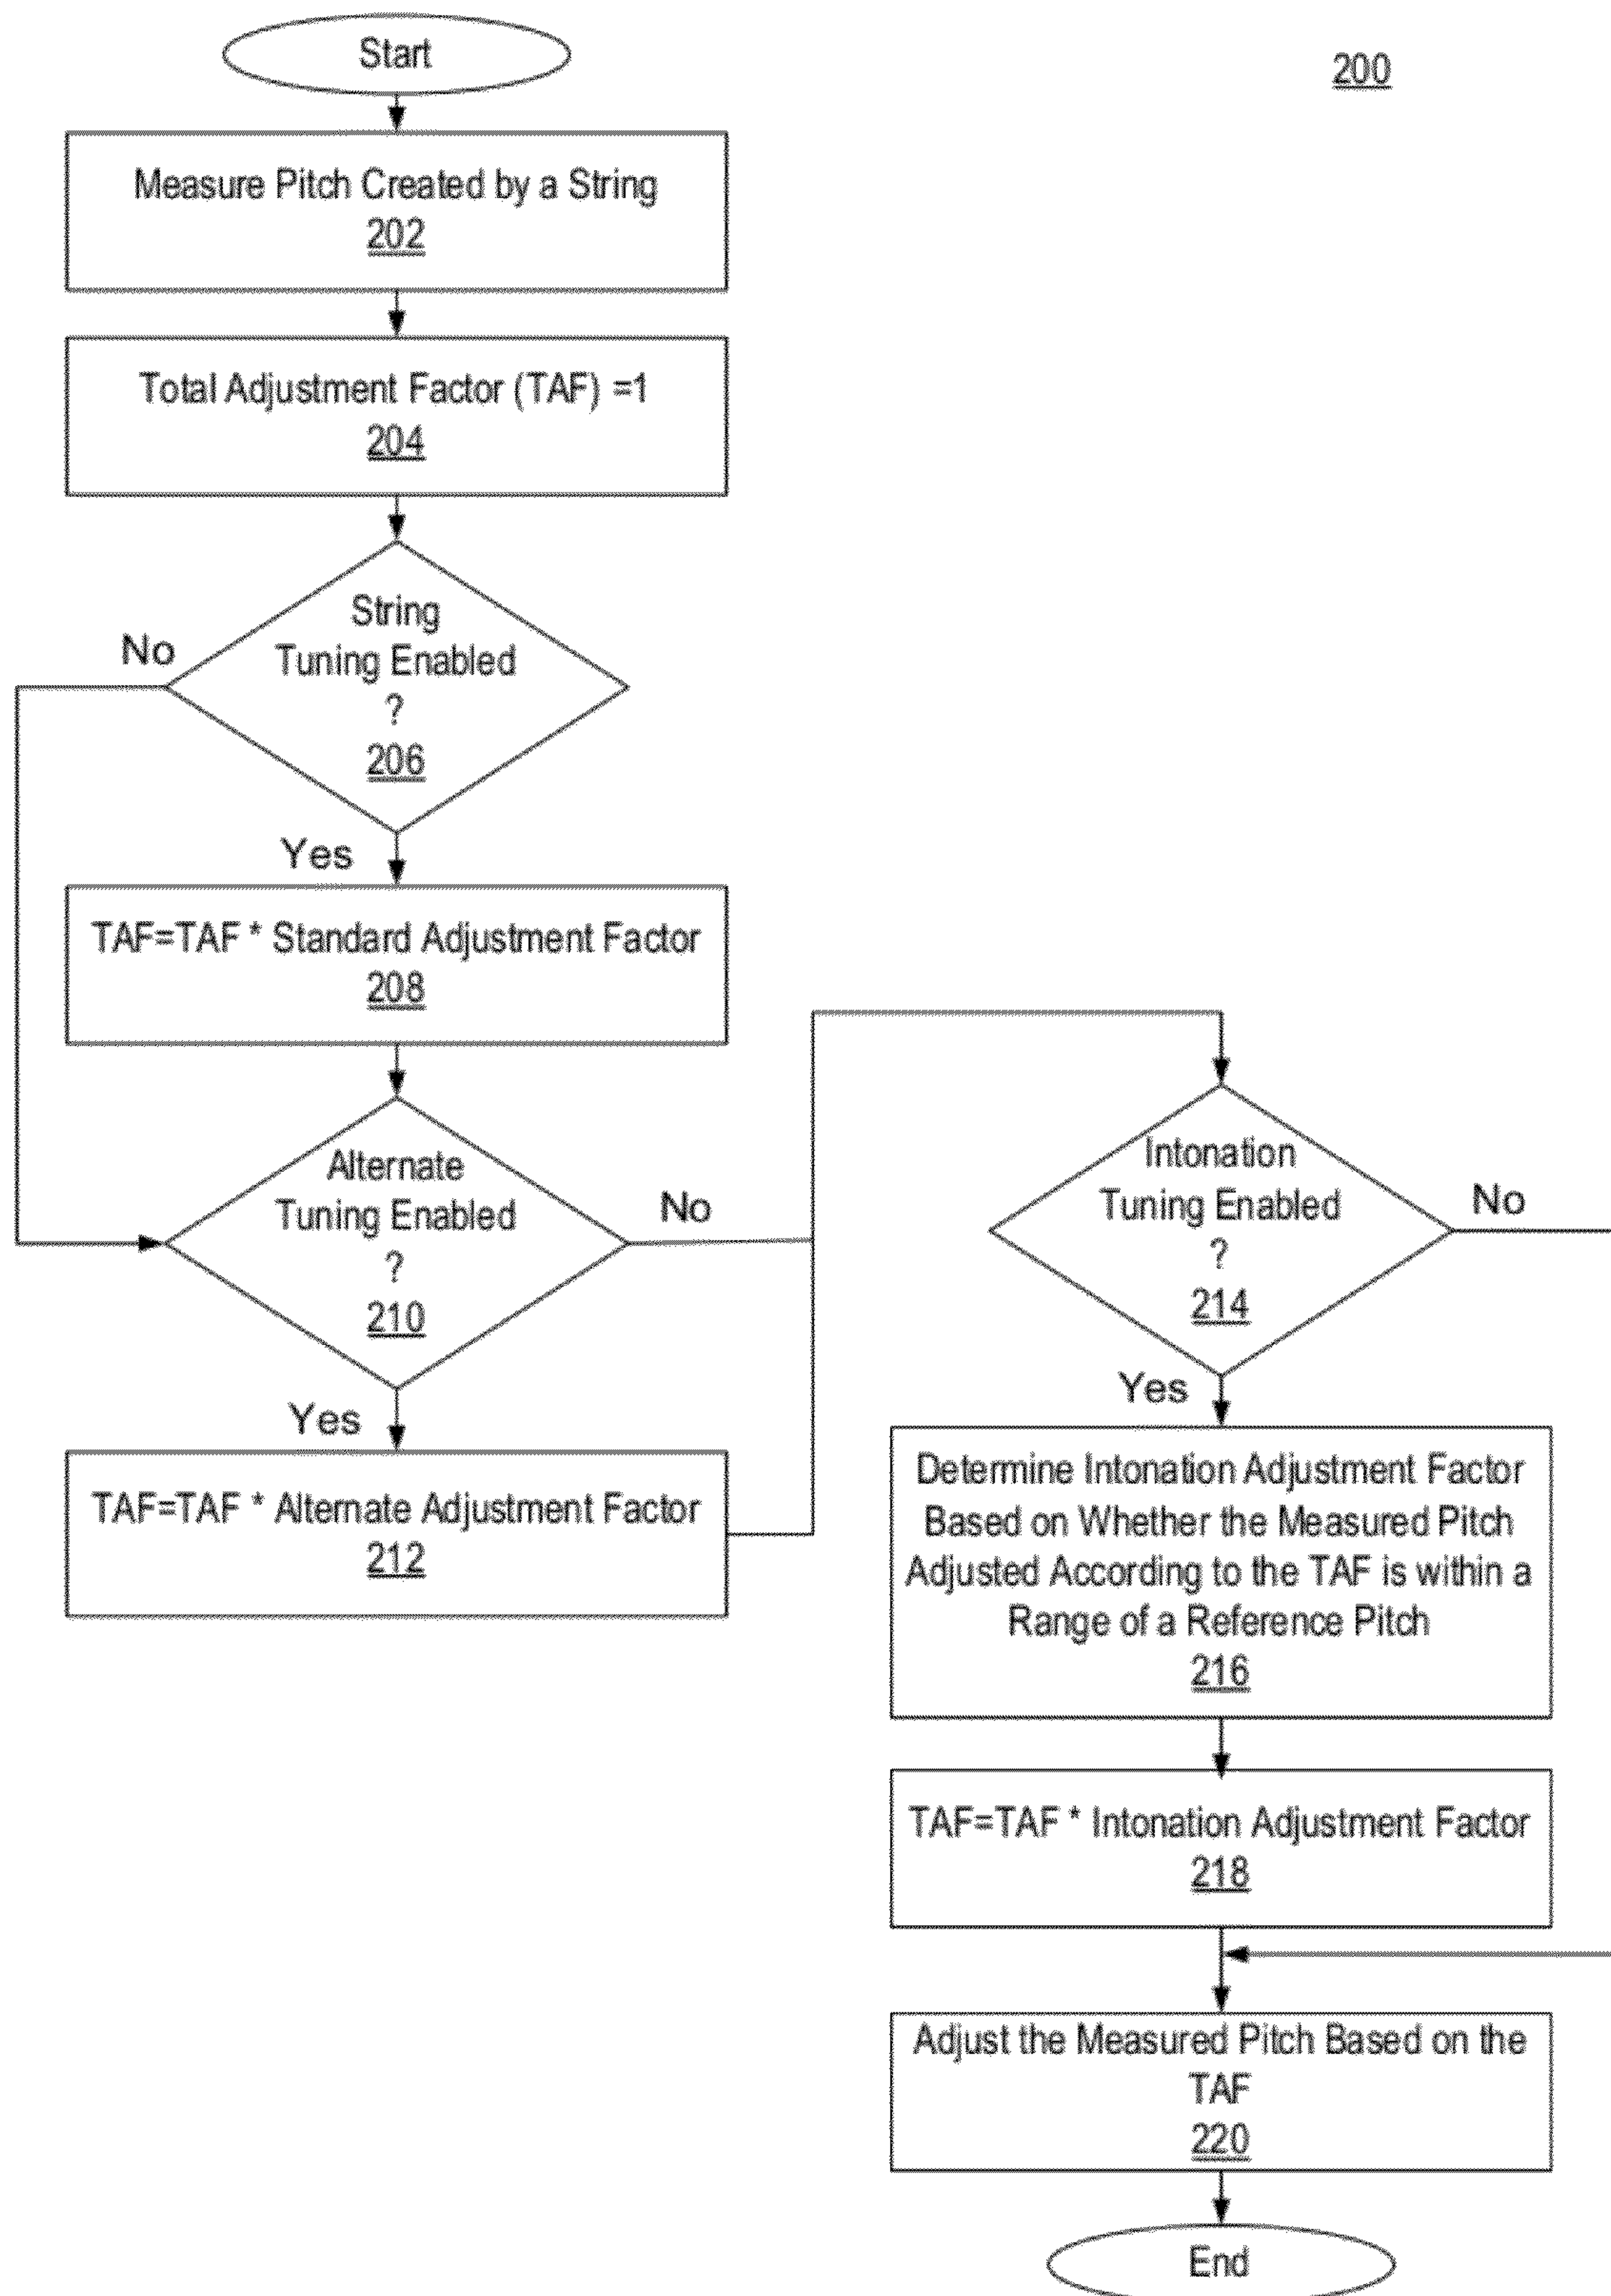 Start
200
Measure Pitch Created by a String
202
Total Adjustment Factor (TAF) =1
204
String
Tuning Enabled
?
206
No
Yes
TAF=TAF * Standard Adjustment Factor
208
Alternate
Tuning Enabled
?
210
No
Yes
TAF=TAF * Alternate Adjustment Factor
212
Intonation
Tuning Enabled
?
214
No
Yes
Determine Intonation Adjustment Factor
Based on Whether the Measured Pitch
Adjusted According to the TAF is within a
Range of a Reference Pitch
216
TAF=TAF * Intonation Adjustment Factor
218
Adjust the Measured Pitch Based on the
TAF
220
End